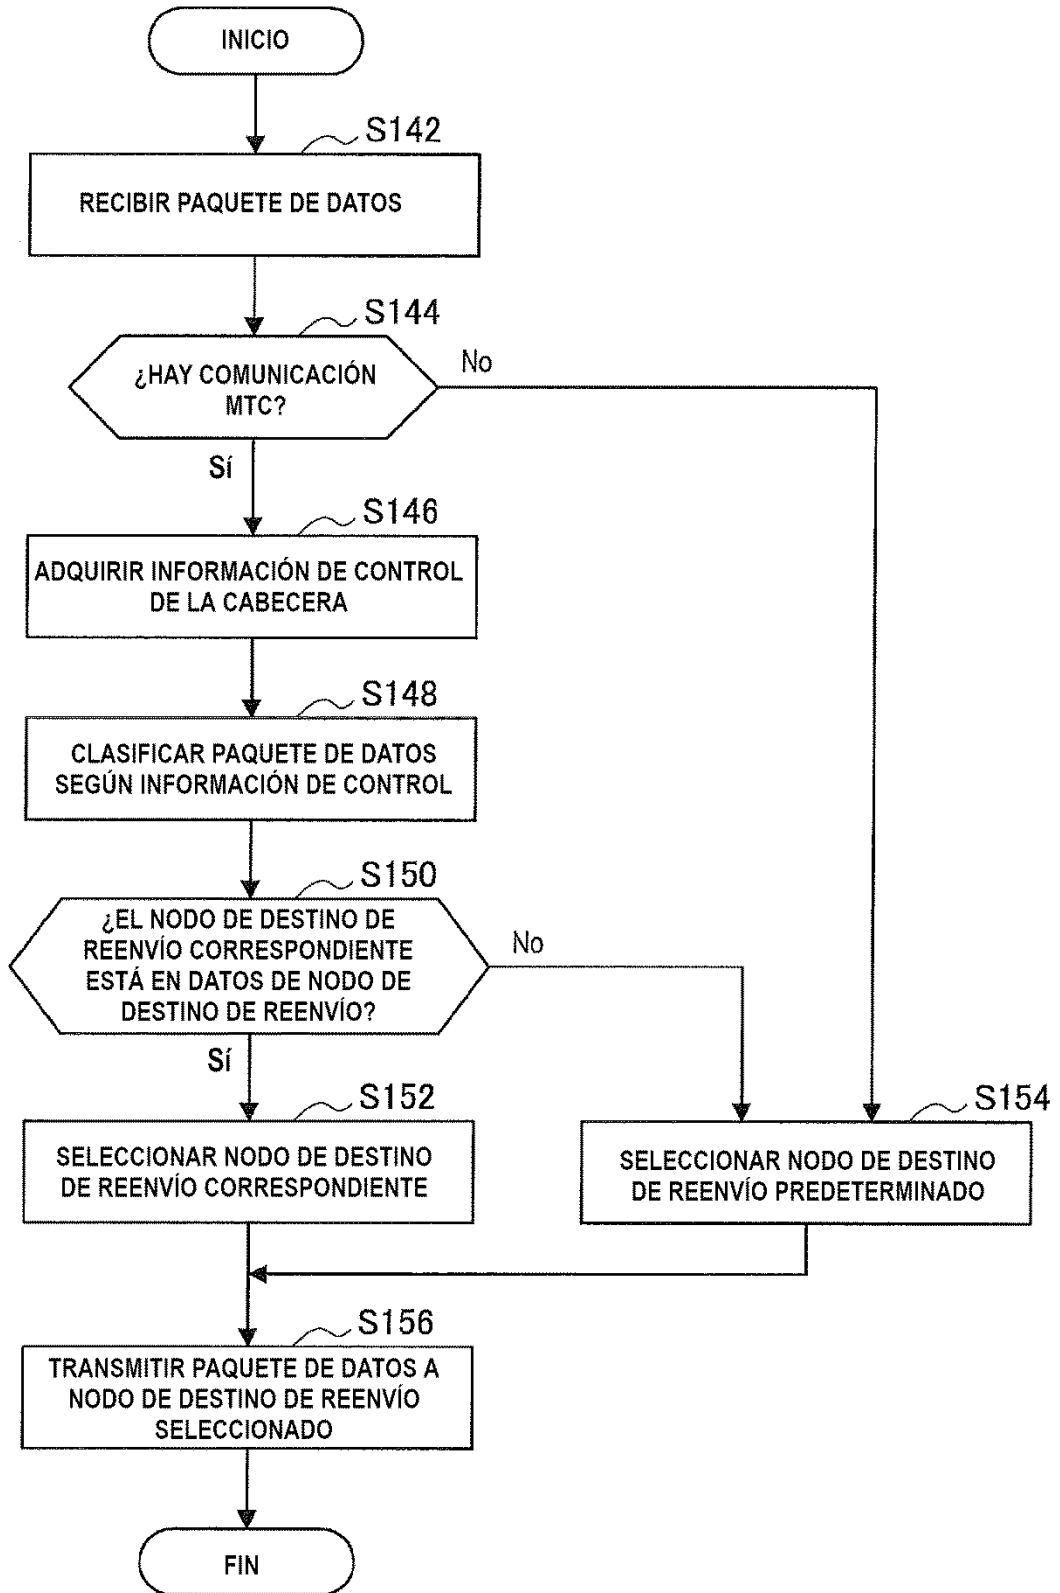 INICIO
S142
RECIBIR PAQUETE DE DATOS
S144
¿HAY COMUNICACIÓN
MTC?
No
Sí
S146
ADQUIRIR INFORMACIÓN DE CONTROL
DE LA CABECERA
S148
CLASIFICAR PAQUETE DE DATOS
SEGÚN INFORMACIÓN DE CONTROL
S150
¿EL NODO DE DESTINO DE
REENVÍO CORRESPONDIENTE
ESTÁ EN DATOS DE NODO DE
DESTINO DE REENVÍO?
No
Sí
S152
SELECCIONAR NODO DE DESTINO
DE REENVÍO CORRESPONDIENTE
S154
SELECCIONAR NODO DE DESTINO
DE REENVÍO PREDETERMINADO
S156
TRANSMITIR PAQUETE DE DATOS A
NODO DE DESTINO DE REENVÍO
SELECCIONADO
FIN